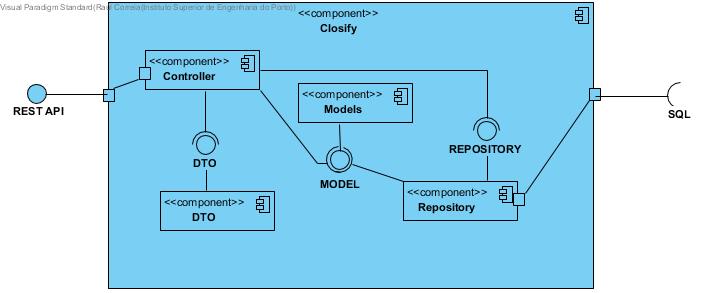 Visual Paradigm Standard(Raul Correia(Instituto Superior de Engenharia do Porto))
<<component>>
Closify
<<component>>
Controller
<<component>>
Models
REST API
SQL
REPOSITORY
DTO
MODEL
<<component>>
DTO
<<component>>
Repository